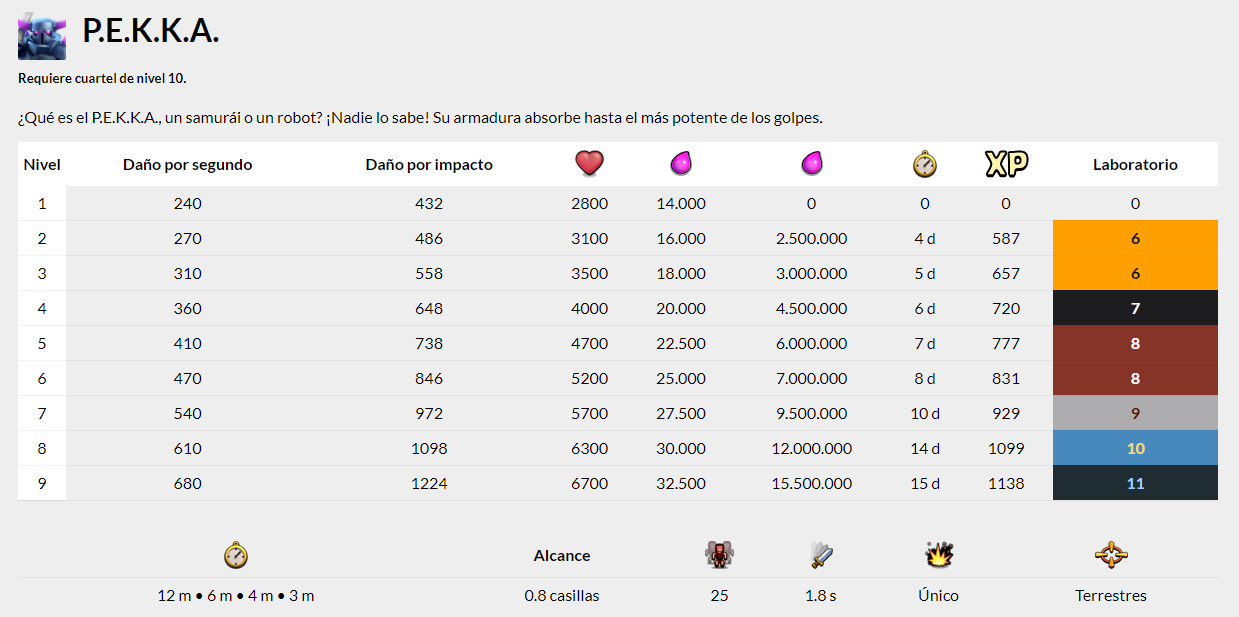 P.E.K.K.A.
Requiere cuartel de nivel 10.
¿Qué es el P.E.K.K.A., un samurái o un robot? ¡Nadie lo sabe! Su armadura absorbe hasta el más potente de los golpes.
Nivel Daño por segundo Daño por impacto XP Laboratorio
1 240 432 2800 14.000 0 0 0 0
2 270 486 3100 16.000 2.500.000 4 d 587 6
3 310 558 3500 18.000 3.000.000 5 d 657 6
4 360 648 4000 20.000 4.500.000 6 d 720 7
5 410 738 4700 22.500 6.000.000 7 d 777 8
6 470 846 5200 25.000 7.000.000 8 d 831 8
7 540 972 5700 27.500 9.500.000 10 d 929 9
8 610 1098 6300 30.000 12.000.000 14 d 1099 10
9 680 1224 6700 32.500 15.500.000 15 d 1138 11
Alcance
12 m • 6 m • 4 m • 3 m 0.8 casillas 25 1.8 s Único Terrestres